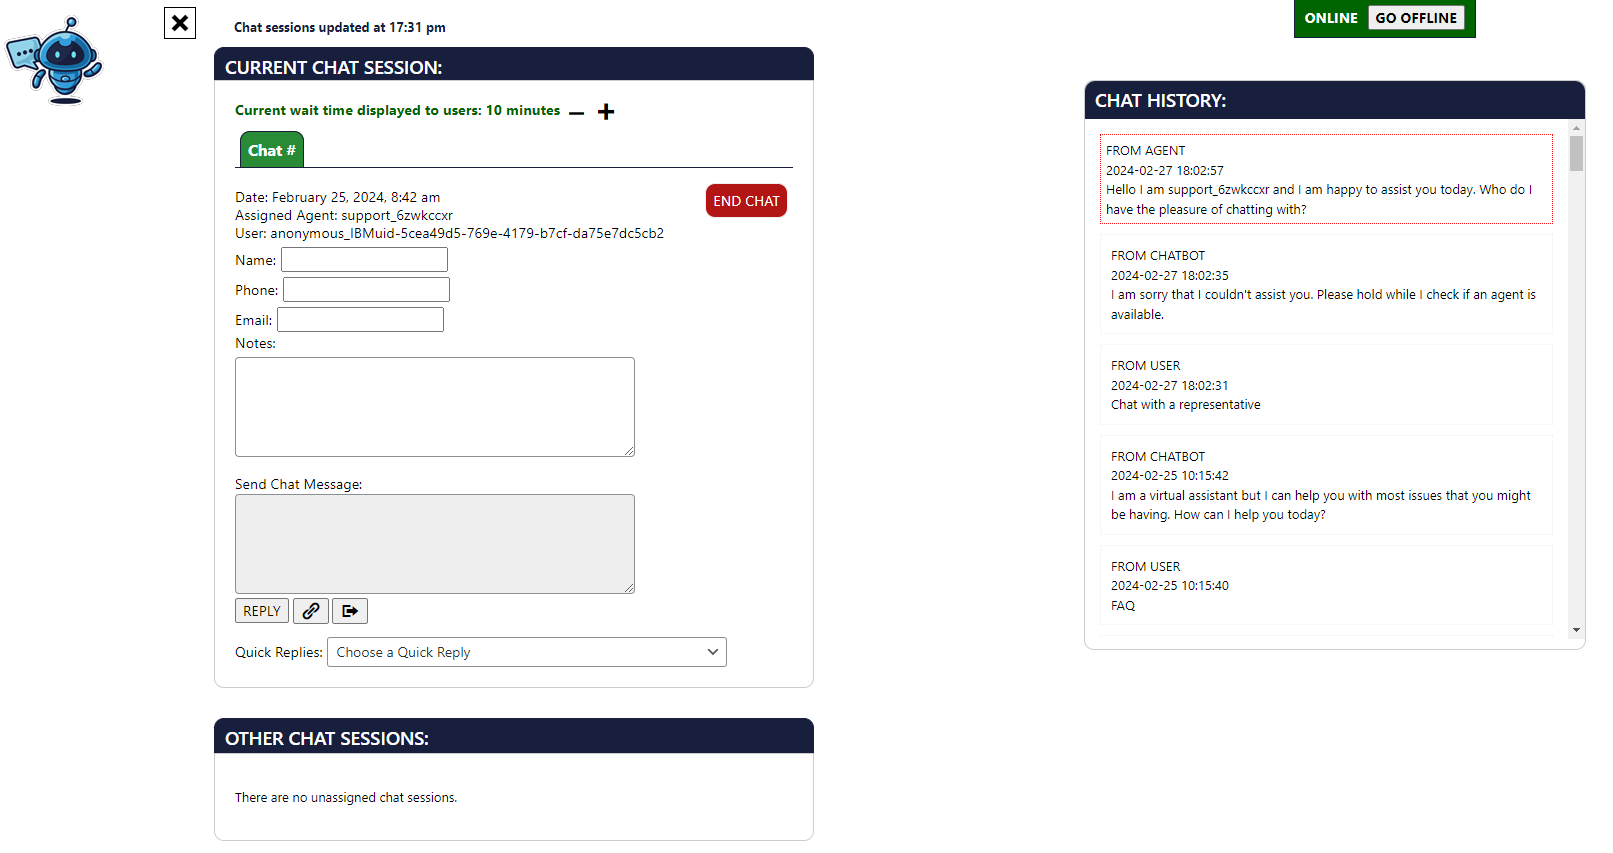 Chat sessions updated at 17:31 pm
ONLINE GO OFFLINE
CURRENT CHAT SESSION:
Current wait time displayed to users: 10 minutes
Chat #
Date: February 25, 2024, 8:42 am
END CHAT
Assigned Agent: support_6zwkccxr
User: anonymous_IBMuid-5cea49d5-769e-4179-b7cf-da75e7dc5cb2
Name:
Phone:
Email:
Notes:
Send Chat Message:
REPLY
Quick Replies: Choose a Quick Reply
OTHER CHAT SESSIONS:
There are no unassigned chat sessions.
CHAT HISTORY:
FROM AGENT
2024-02-27 18:02:57
Hello I am support_6zwkccxr and I am happy to assist you today. Who do I
have the pleasure of chatting with?
FROM CHATBOT
2024-02-27 18:02:35
I am sorry that I couldn't assist you. Please hold while I check if an agent is
available.
FROM USER
2024-02-27 18:02:31
Chat with a representative
FROM CHATBOT
2024-02-25 10:15:42
I am a virtual assistant but I can help you with most issues that you might
be having. How can I help you today?
FROM USER
2024-02-25 10:15:40
FAQ